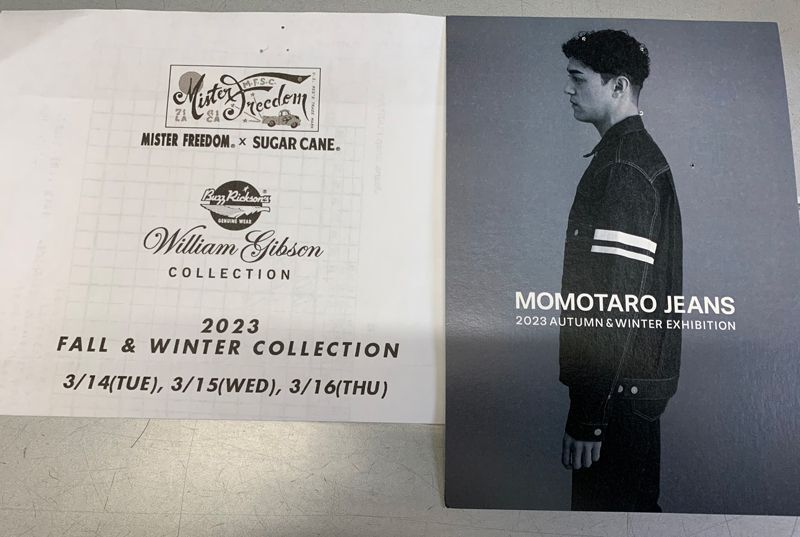 Mister Freedom
M.F.S.C.
MISTER FREEDOM® × SUGAR CANE®
Buzz Rickson's
GENUINE WEAR
William Gibson
COLLECTION
2023
FALL & WINTER COLLECTION
3/14(TUE), 3/15(WED), 3/16(THU)
MOMOTARO JEANS
2023 AUTUMN & WINTER EXHIBITION